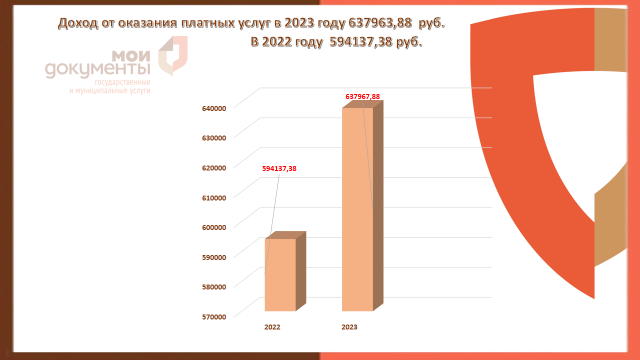 Доход от оказания платных услуг в 2023 году 637963,88 руб.
В 2022 году 594137,38 руб.
мои
документы
государственные
и муниципальные услуги
640000
630000
620000
610000
600000
590000
580000
570000
594137,38
637967,88
2022
2023